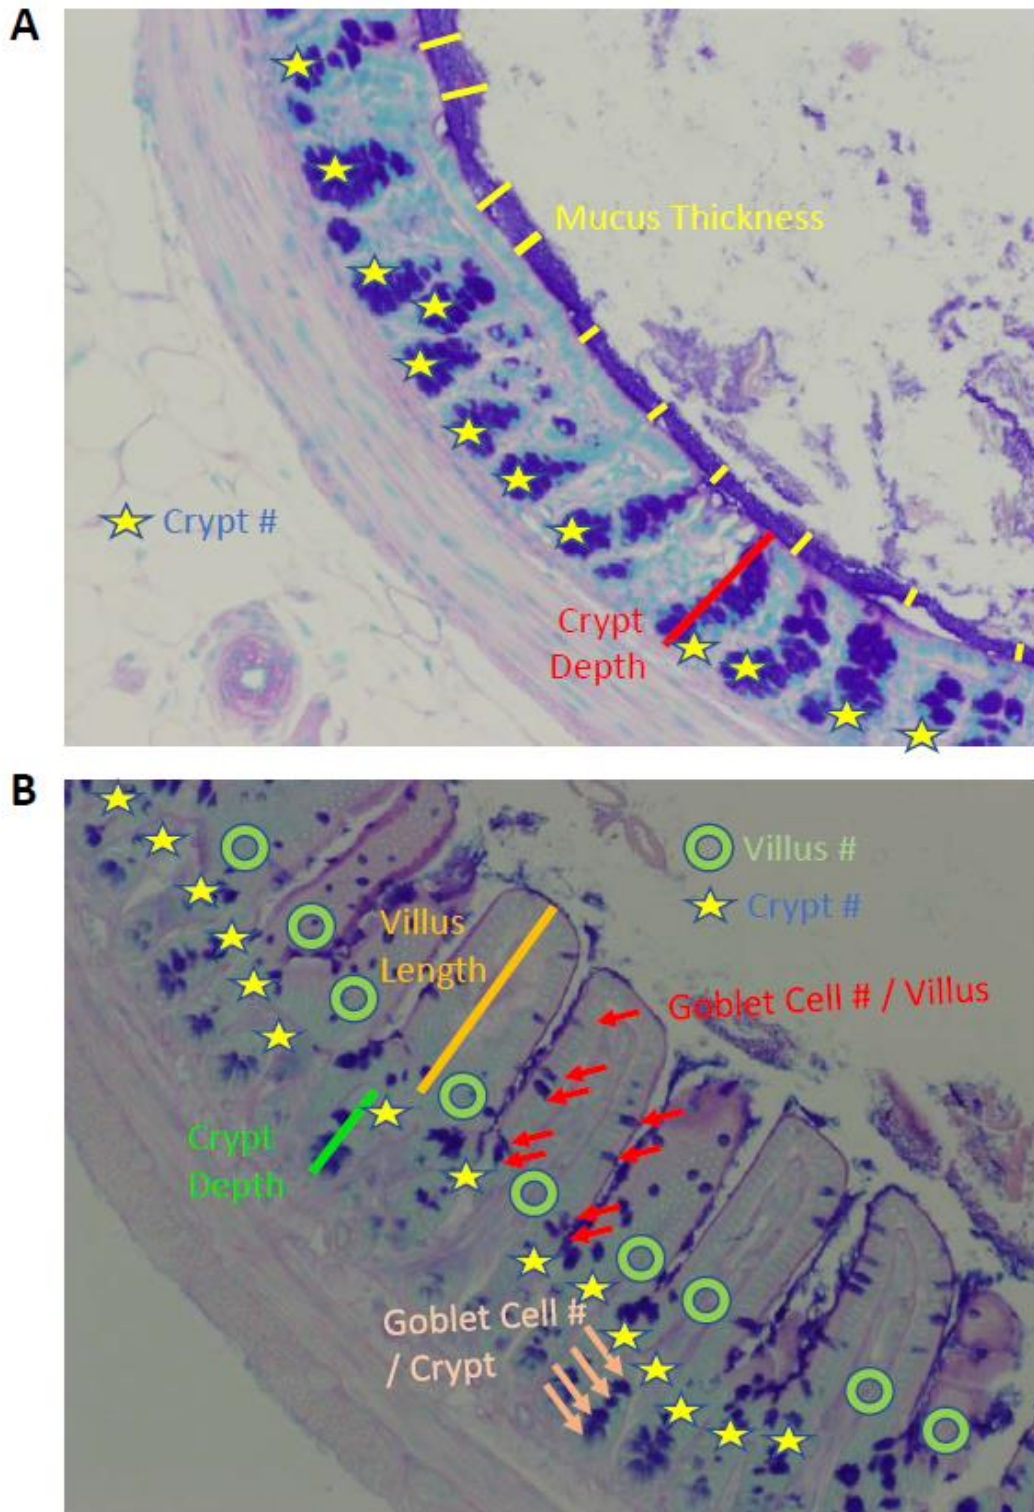 A
Mucus Thickness
Crypt #
Crypt
Depth
B
Villus #
Crypt #
Villus
Length
Goblet Cell # / Villus
Crypt
Depth
Goblet Cell #
/ Crypt